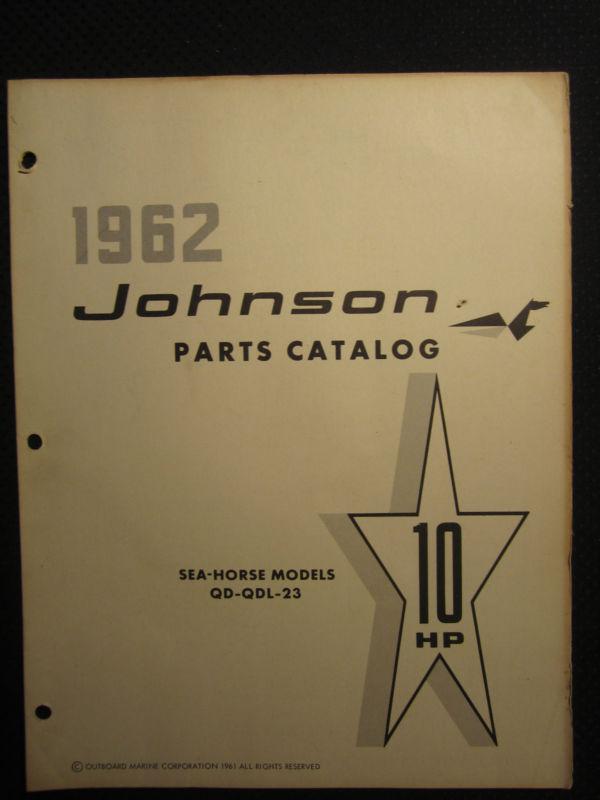 1962
Johnson
PARTS CATALOG
SEA-HORSE MODELS
QD-QDL-23
10
HP
© OUTBOARD MARINE CORPORATION 1961 ALL RIGHTS RESERVED